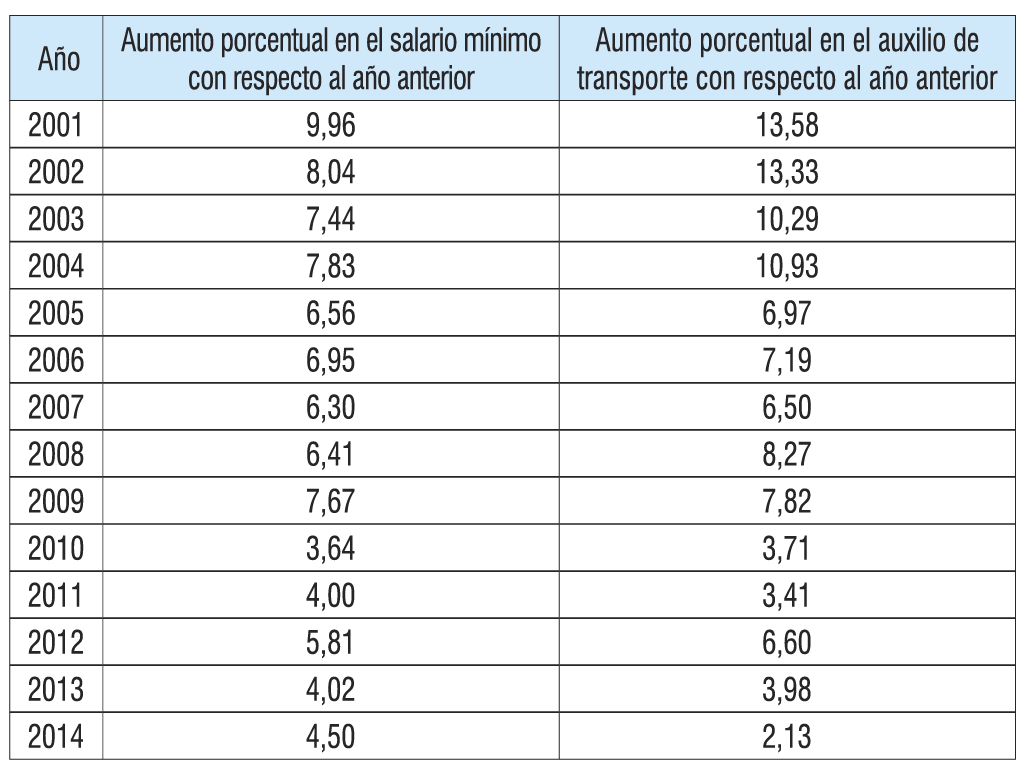 Año Aumento porcentual en el salario mínimo con respecto al año anterior Aumento porcentual en el auxilio de transporte con respecto al año anterior
2001 9,96 13,58
2002 8,04 13,33
2003 7,44 10,29
2004 7,83 10,93
2005 6,56 6,97
2006 6,95 7,19
2007 6,30 6,50
2008 6,41 8,27
2009 7,67 7,82
2010 3,64 3,71
2011 4,00 3,41
2012 5,81 6,60
2013 4,02 3,98
2014 4,50 2,13